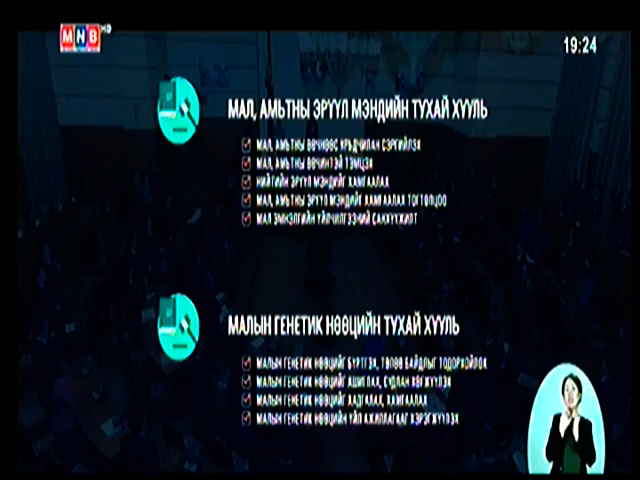 MNB HD
19:24
МАЛ, АМЬТНЫ ЭРҮҮЛ МЭНДИЙН ТУХАЙ ХУУЛЬ
МАЛ, АМЬТНЫ ӨВЧНӨӨС УРЬДЧИЛАН СЭРГИЙЛЭХ
МАЛ, АМЬТНЫ ӨВЧИНТЭЙ ТЭМЦЭХ
НИЙТИЙН ЭРҮҮЛ МЭНДИЙГ ХАМГААЛАХ
МАЛ, АМЬТНЫ ЭРҮҮЛ МЭНДИЙГ ХАМГААЛАХ ТОГТОЛЦОО
МАЛ ЭМНЭЛГИЙН ҮЙЛЧИЛГЭЭНИЙ САНХҮҮЖИЛТ
МАЛЫН ГЕНЕТИК НӨӨЦИЙН ТУХАЙ ХУУЛЬ
МАЛЫН ГЕНЕТИК НӨӨЦИЙГ БҮРТГЭХ, ТӨЛӨВ БАЙДЛЫГ ТОДОРХОЙЛОХ
МАЛЫН ГЕНЕТИК НӨӨЦИЙГ АШИГЛАХ, СУДЛАН ХӨГЖҮҮЛЭХ
МАЛЫН ГЕНЕТИК НӨӨЦИЙГ ХАДГАЛАХ, ХАМГААЛАХ
МАЛЫН ГЕНЕТИК НӨӨЦИЙН ҮЙЛ АЖИЛЛАГААГ ХЭРЭГЖҮҮЛЭХ